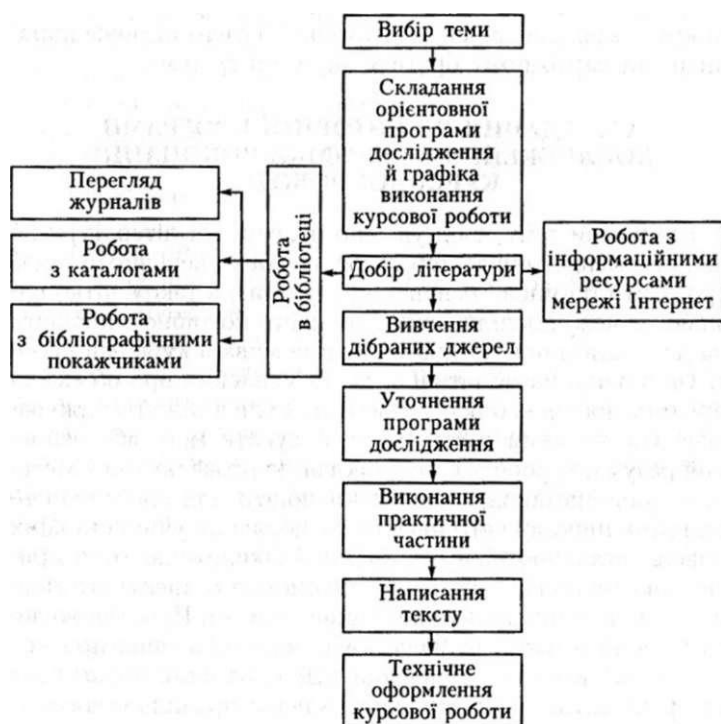 Вибір теми
Складання
орієнтовної
програми
дослідження
й графіка
виконання
курсової роботи
Перегляд
журналів
Робота
з каталогами
Робота
з бібліографічними
показчиками
Робота
в бібліотеці
Добір літератури
Робота з
інформаційними
ресурсами
мережі Інтернет
Вивчення
дібраних джерел
Уточнення
програми
дослідження
Виконання
практичної
частини
Написання
тексту
Технічне
оформлення
курсової роботи